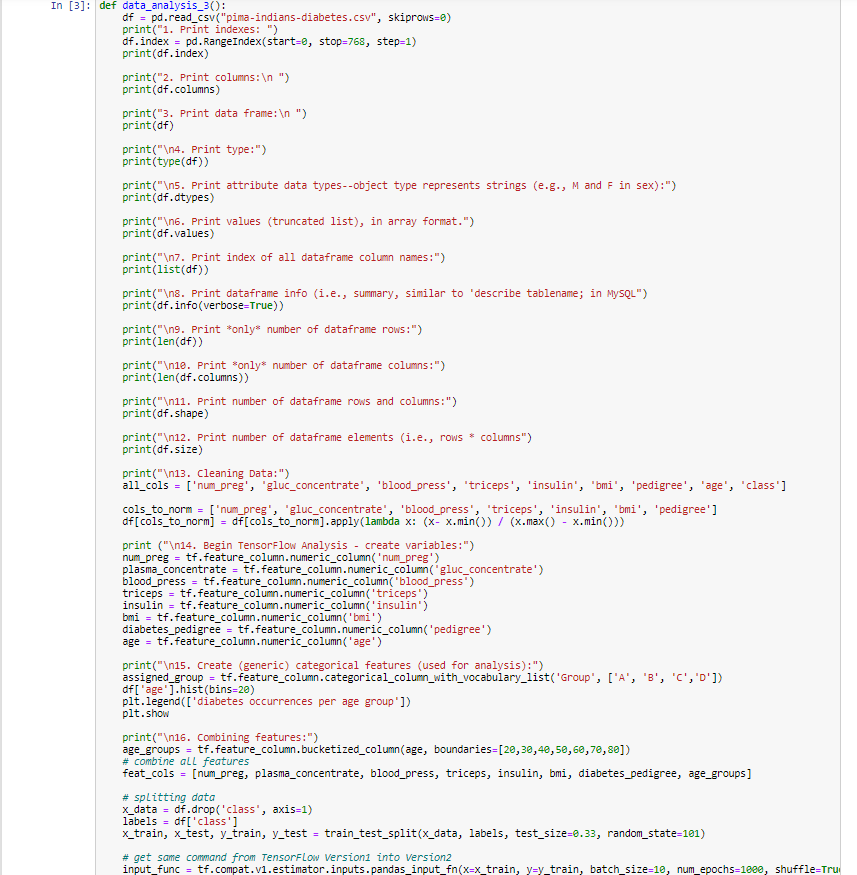 In [3]: def data_analysis_3():
df = pd.read_csv("pima-indians-diabetes.csv", skiprows=0)
print("1. Print indexes: ")
df.index = pd.RangeIndex(start=0, stop=768, step=1)
print(df.index)
print("2. Print columns:\n ")
print(df.columns)
print("3. Print data frame:\n ")
print(df)
print("\n4. Print type:")
print(type(df))
print("\n5. Print attribute data types--object type represents strings (e.g., M and F in sex):")
print(df.dtypes)
print("\n6. Print values (truncated list), in array format.")
print(df.values)
print("\n7. Print index of all dataframe column names:")
print(list(df))
print("\n8. Print dataframe info (i.e., summary, similar to 'describe tablename; in MySQL")
print(df.info(verbose=True))
print("\n9. Print *only* number of dataframe rows:")
print(len(df))
print("\n10. Print *only* number of dataframe columns:")
print(len(df.columns))
print("\n11. Print number of dataframe rows and columns:")
print(df.shape)
print("\n12. Print number of dataframe elements (i.e., rows * columns")
print(df.size)
print("\n13. Cleaning Data:")
all_cols = ['num_preg', 'gluc_concentrate', 'blood_press', 'triceps', 'insulin', 'bmi', 'pedigree', 'age', 'class']
cols_to_norm = ['num_preg', 'gluc_concentrate', 'blood_press', 'triceps', 'insulin', 'bmi', 'pedigree']
df[cols_to_norm] = df[cols_to_norm].apply(lambda x: (x- x.min()) / (x.max() - x.min()))
print ("\n14. Begin TensorFlow Analysis - create variables:")
num_preg = tf.feature_column.numeric_column('num_preg')
plasma_concentrate = tf.feature_column.numeric_column('gluc_concentrate')
blood_press = tf.feature_column.numeric_column('blood_press')
triceps = tf.feature_column.numeric_column('triceps')
insulin = tf.feature_column.numeric_column('insulin')
bmi = tf.feature_column.numeric_column('bmi')
diabetes_pedigree = tf.feature_column.numeric_column('pedigree')
age = tf.feature_column.numeric_column('age')
print("\n15. Create (generic) categorical features (used for analysis):")
assigned_group = tf.feature_column.categorical_column_with_vocabulary_list('Group', ['A', 'B', 'C','D'])
df['age'].hist(bins=20)
plt.legend(['diabetes occurrences per age group'])
plt.show
print("\n16. Combining features:")
age_groups = tf.feature_column.bucketized_column(age, boundaries=[20,30,40,50,60,70,80])
# combine all features
feat_cols = [num_preg, plasma_concentrate, blood_press, triceps, insulin, bmi, diabetes_pedigree, age_groups]
# splitting data
x_data = df.drop('class', axis=1)
labels = df['class']
x_train, x_test, y_train, y_test = train_test_split(x_data, labels, test_size=0.33, random_state=101)
# get same command from TensorFlow Version1 into Version2
input_func = tf.compat.v1.estimator.inputs.pandas_input_fn(x=x_train, y=y_train, batch_size=10, num_epochs=1000, shuffle=Tru